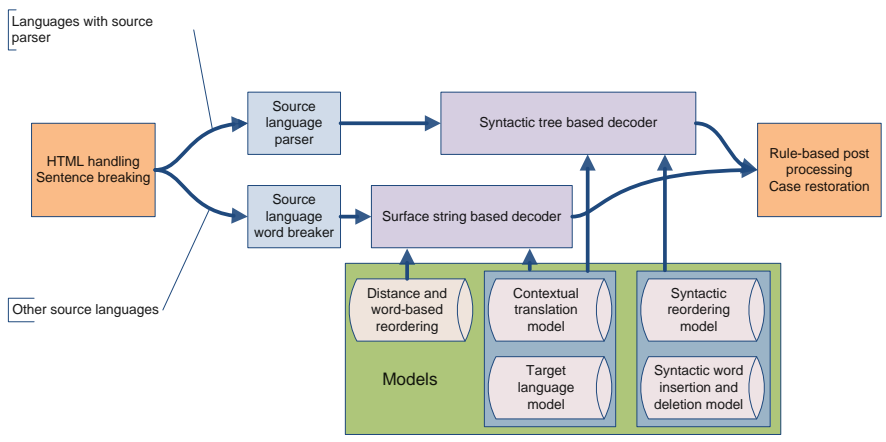 Languages with source
parser
HTML handling
Sentence breaking
Source
language
parser
Syntactic tree based decoder
Rule-based post
processing
Case restoration
Source
language
word breaker
Surface string based decoder
Other source languages
Distance and
word-based
reordering
Contextual
translation
model
Syntactic
reordering
model
Models
Target
language
model
Syntactic word
insertion and
deletion model